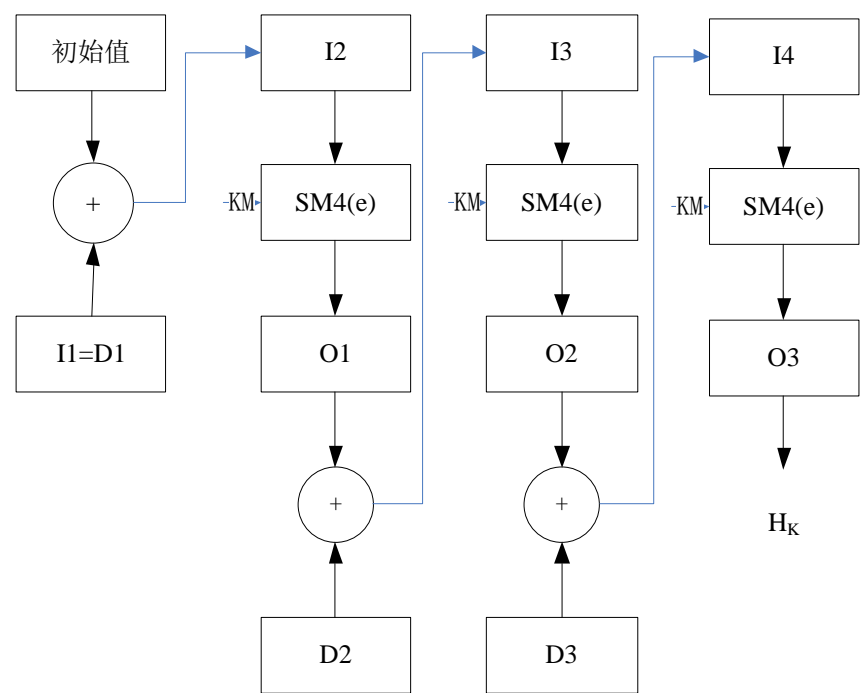 初始值
I2
I3
I4
+
KM
SM4(e)
KM
SM4(e)
KM
SM4(e)
I1=D1
O1
O2
O3
+
+
HK
D2
D3